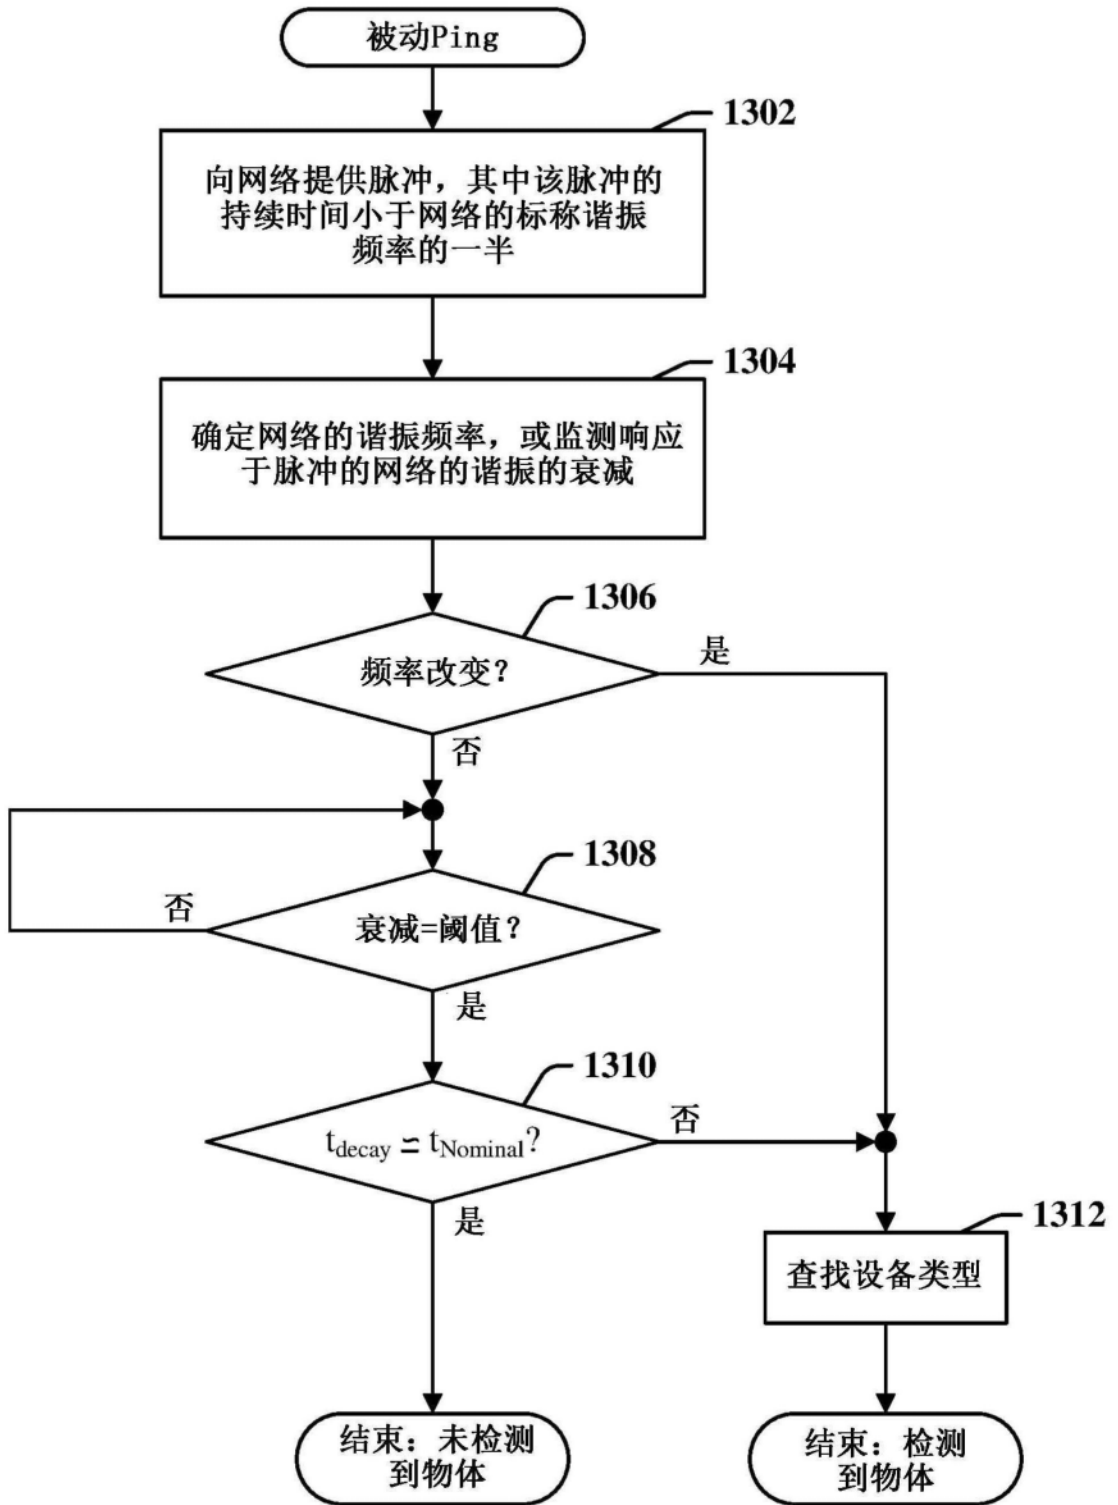 被动Ping
1302
向网络提供脉冲，其中该脉冲的
持续时间小于网络的标称谐振
频率的一半
1304
确定网络的谐振频率，或监测响应
于脉冲的网络的谐振的衰减
1306
频率改变？
是
否
1308
衰减=阈值？
否
是
1310
t_decay ≃ t_Nominal?
否
是
1312
查找设备类型
结束：未检测
到物体
结束：检测
到物体